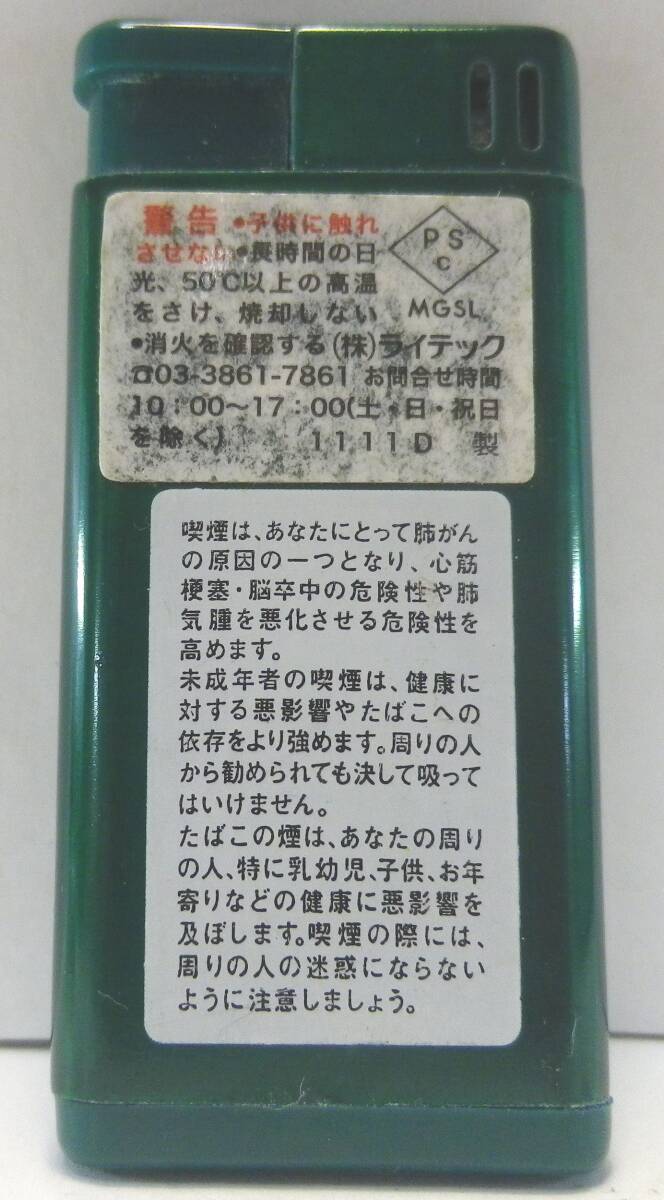 警告 •子供に触れ
させない•長時間の日
光、50℃以上の高温
をさけ、焼却しない
•消火を確認する(株)ライテック
☎03-3861-7861 お問合せ時間
10:00〜17:00(土・日・祝日
を除く) 1111D 製
PS
C
MGSL
喫煙は、あなたにとって肺がん
の原因の一つとなり、心筋
梗塞・脳卒中の危険性や肺
気腫を悪化させる危険性を
高めます。
未成年者の喫煙は、健康に
対する悪影響やたばこへの
依存をより強めます。周りの人
から勧められても決して吸って
はいけません。
たばこの煙は、あなたの周り
の人、特に乳幼児、子供、お年
寄りなどの健康に悪影響を
及ぼします。喫煙の際には、
周りの人の迷惑にならない
ように注意しましょう。